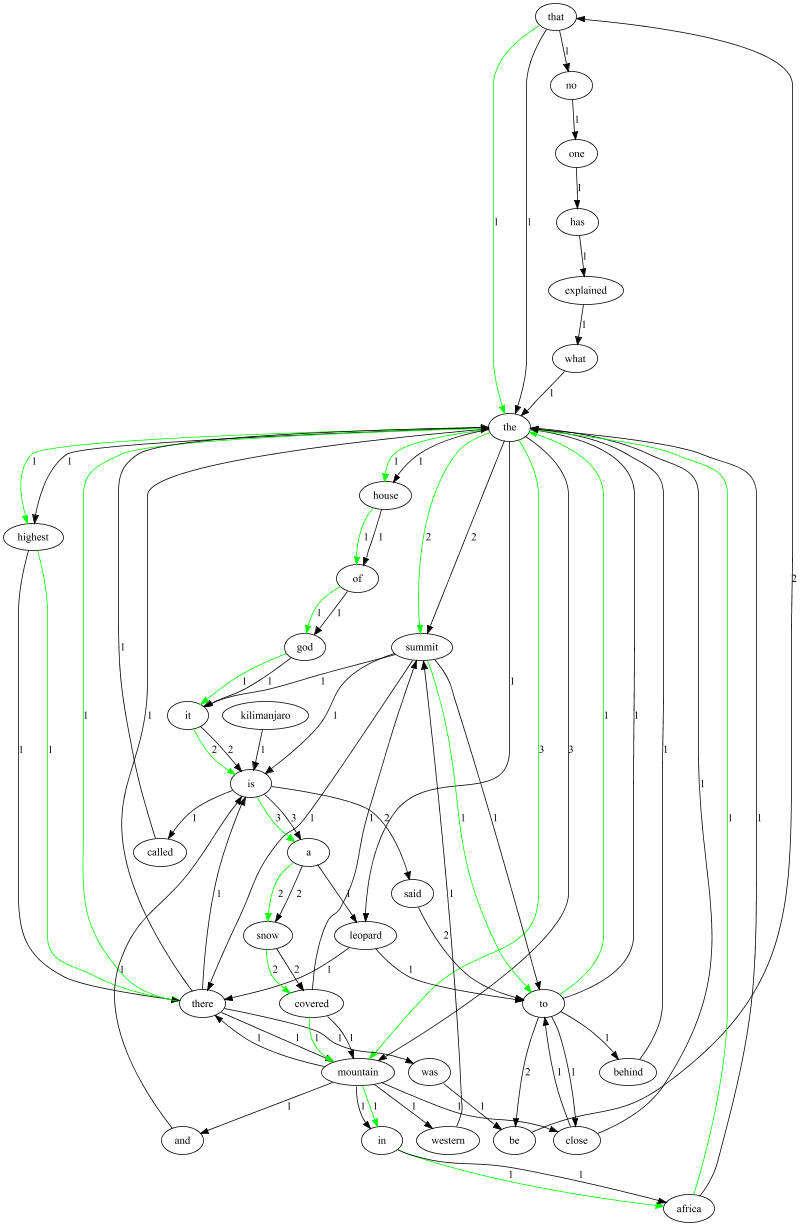 that
1
no
1
one
1 1 1
has
1
explained
2
1
what
1
the
1 1 1 1
house
highest
1 1 2 2
of
1 1
god
summit
1 1 1 1
it
kilimanjaro
1
1 1 1 1 1
2 2 1 3 3 1 1
is
1
1 3 3 1 2 1 1 1 1
called
a
2 2 1
said
1
snow
leopard
2
1
2 2 1 1
there
covered
to
1 1 1 1 1 1
was
mountain
behind
2 1 1
1 1 1 1 1 1
and
in
western
be
close
1 1
africa